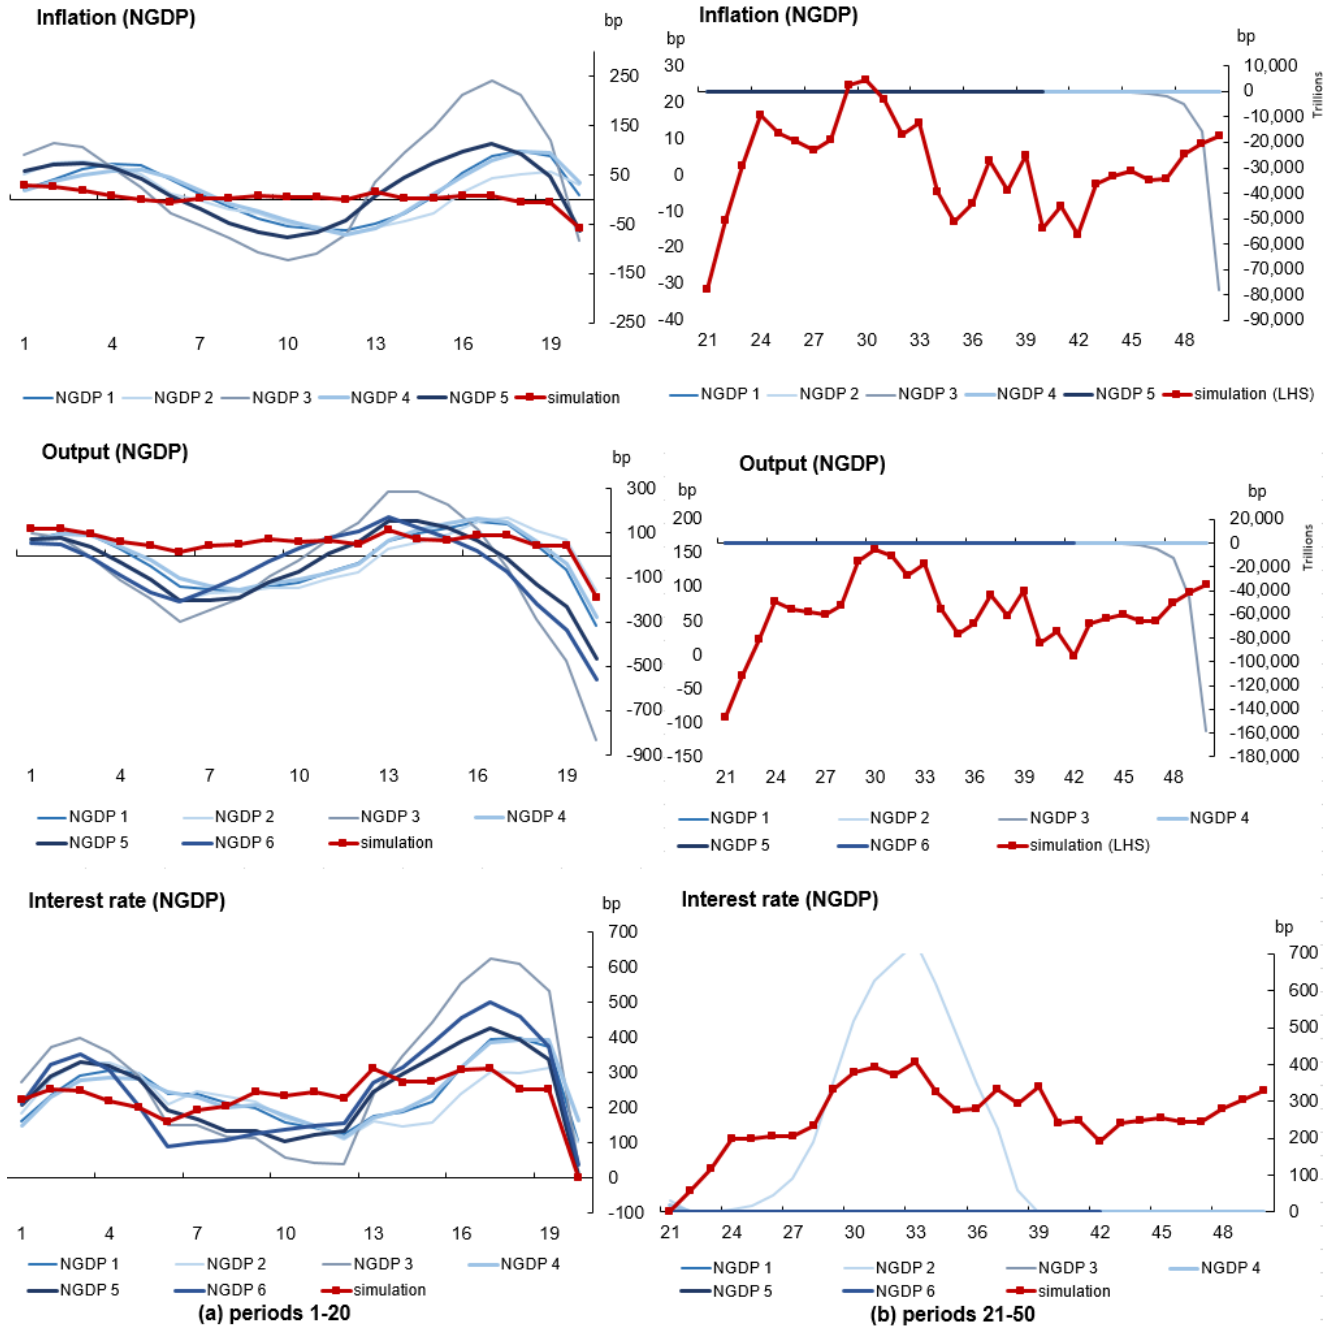 Inflation (NGDP)
bp
250
150
50
-50
-150
-250
1 4 7 10 13 16 19
NGDP 1 NGDP 2 NGDP 3 NGDP 4 NGDP 5 simulation
Inflation (NGDP)
bp
bp
30
20
10
0
-10
-20
-30
-40
10,000
0
-10,000
-20,000
-30,000
-40,000
-50,000
-60,000
-70,000
-80,000
-90,000
Trillions
21 24 27 30 33 36 39 42 45 48
NGDP 1 NGDP 2 NGDP 3 NGDP 4 NGDP 5 simulation (LHS)
Output (NGDP)
bp
300
100
-100
-300
-500
-700
-900
1 4 7 10 13 16 19
NGDP 1 NGDP 2 NGDP 3 NGDP 4
NGDP 5 NGDP 6 simulation
Output (NGDP)
bp
bp
200
150
100
50
0
-50
-100
-150
20,000
0
-20,000
-40,000
-60,000
-80,000
-100,000
-120,000
-140,000
-160,000
-180,000
Trillions
21 24 27 30 33 36 39 42 45 48
NGDP 1 NGDP 2 NGDP 3 NGDP 4
NGDP 5 NGDP 6 simulation (LHS)
Interest rate (NGDP)
bp
700
600
500
400
300
200
100
0
-100
1 4 7 10 13 16 19
NGDP 1 NGDP 2 NGDP 3 NGDP 4
NGDP 5 NGDP 6 simulation
(a) periods 1-20
Interest rate (NGDP)
bp
700
600
500
400
300
200
100
0
21 24 27 30 33 36 39 42 45 48
NGDP 1 NGDP 2 NGDP 3 NGDP 4
NGDP 5 NGDP 6 simulation
(b) periods 21-50